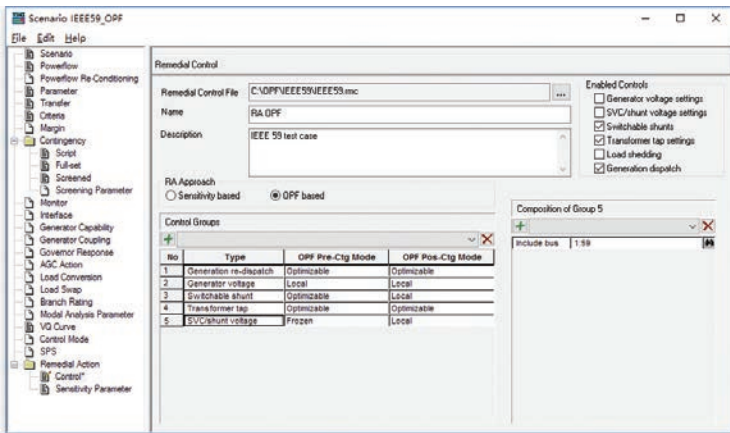 Scenario IEEE59_OPF
File Edit Help
Scenario
Powerflow
Powerflow Re-Conditioning
Parameter
Transfer
Criteria
Margin
Contingency
Script
Full-set
Screened
Screening Parameter
Monitor
Interface
Generator Capability
Generator Coupling
Governor Response
AGC Action
Load Conversion
Load Swap
Branch Rating
Modal Analysis Parameter
VQ Curve
Control Mode
SPS
Remedial Action
Control*
Sensitivity Parameter
Remedial Control
Remedial Control File C:\OPF\IEEE59\IEEE59.rmc ...
Name RA OPF
Description IEEE 59 test case
Enabled Controls
Generator voltage settings
SVC/shunt voltage settings
Switchable shunts
Transformer tap settings
Load shedding
Generation dispatch
RA Approach
Sensitivity based OPF based
Control Groups
No Type OPF Pre-Ctg Mode OPF Pos-Ctg Mode
1 Generation re-dispatch Optimizable Optimizable
2 Generator voltage Local Local
3 Switchable shunt Optimizable Local
4 Transformer tap Optimizable Optimizable
5 SVC/shunt voltage Frozen Local
Composition of Group 5
Include bus 1:59